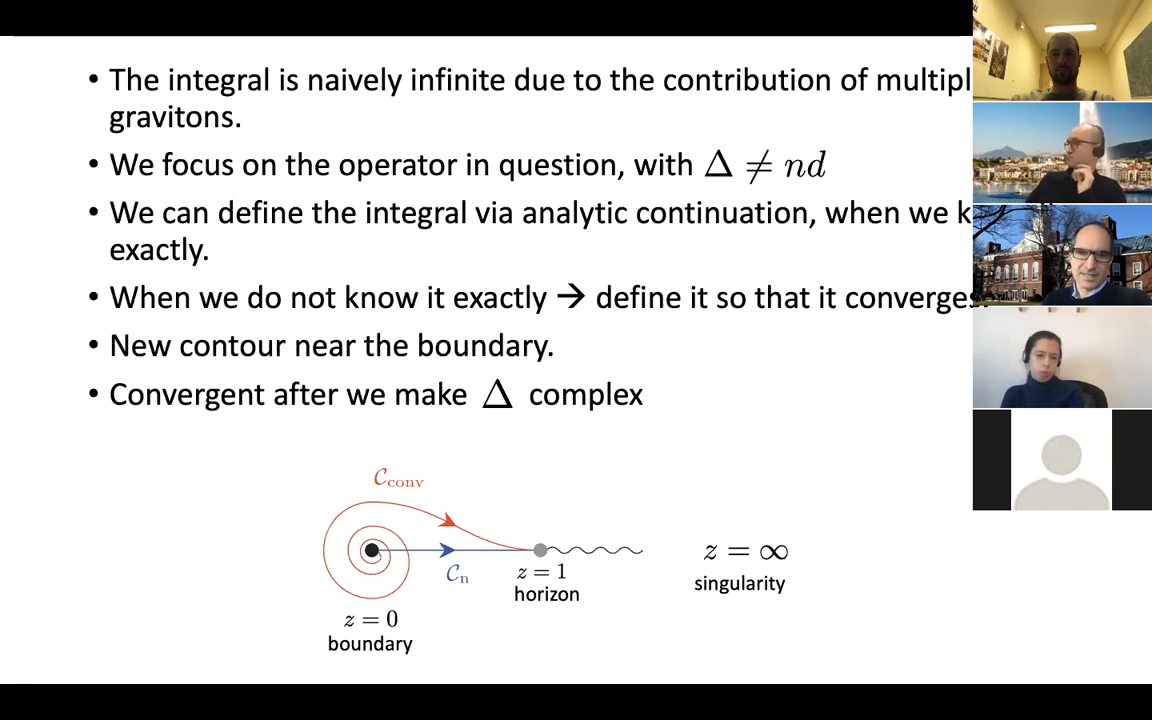 • The integral is naively infinite due to the contribution of multipl
gravitons.
• We focus on the operator in question, with Δ ≠ nd
• We can define the integral via analytic continuation, when we k
exactly.
• When we do not know it exactly → define it so that it converges.
• New contour near the boundary.
• Convergent after we make Δ complex
𝒞conv
𝒞n
z = 1
horizon
z = ∞
singularity
z = 0
boundary